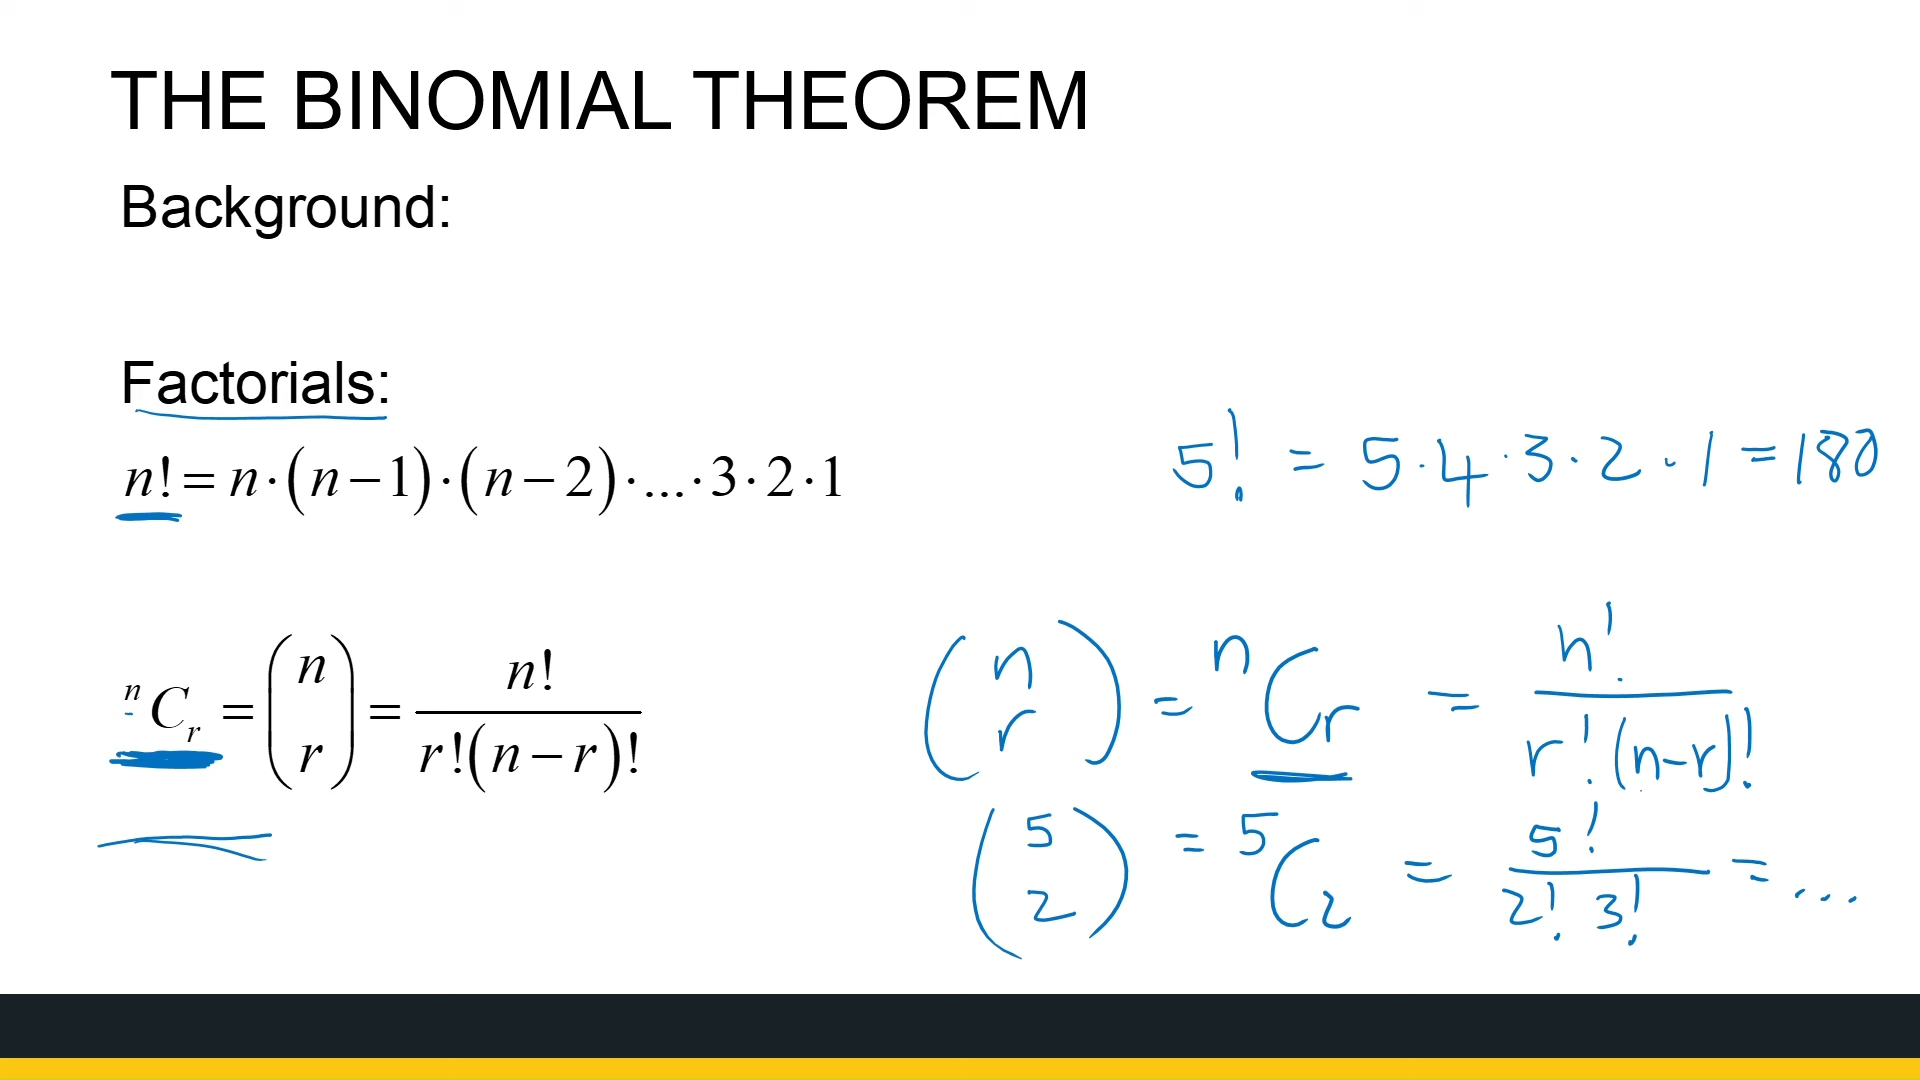 THE BINOMIAL THEOREM
Background:
Factorials:
n! = n·(n−1)·(n−2)·...·3·2·1
5! = 5·4·3·2·1 = 180
ⁿCᵣ = (n r) = n! / r!(n−r)!
(n r) = ⁿCᵣ = n! / r!(n-r)!
(5 2) = ⁵C₂ = 5! / 2! 3! = ...